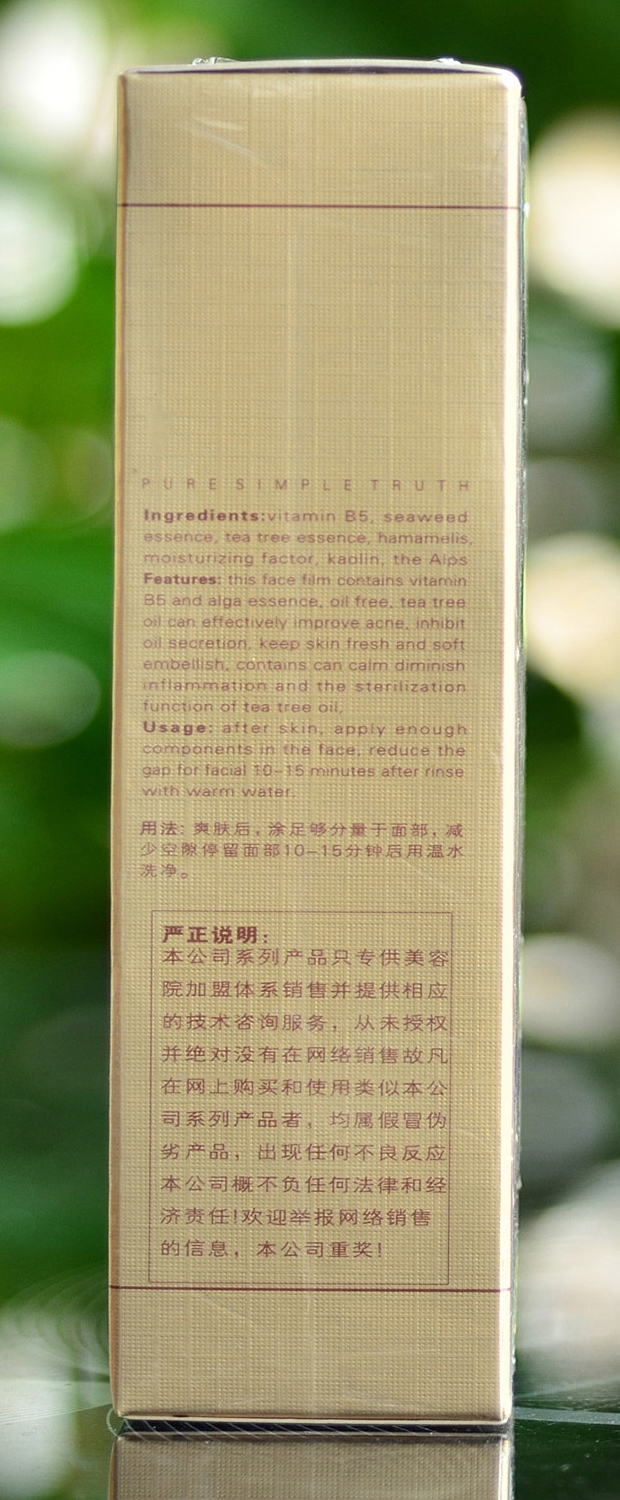 PURE SIMPLE TRUTH
Ingredients:vitamin B5, seaweed
essence, tea tree essence, hamamelis,
moisturizing factor, kaolin, the Alps
Features: this face film contains vitamin
B5 and alga essence, oil free, tea tree
oil can effectively improve acne, inhibit
oil secretion, keep skin fresh and soft
embellish, contains can calm diminish
inflammation and the sterilization
function of tea tree oil,
Usage: after skin, apply enough
components in the face, reduce the
gap for facial 10-15 minutes after rinse
with warm water.
用法: 爽肤后，涂足够分量于面部，减
少空隙停留面部10-15分钟后用温水
洗净。
严正说明:
本公司系列产品只专供美容
院加盟体系销售并提供相应
的技术咨询服务，从未授权
并绝对没有在网络销售故凡
在网上购买和使用类似本公
司系列产品者，均属假冒伪
劣产品，出现任何不良反应
本公司概不负任何法律和经
济责任!欢迎举报网络销售
的信息，本公司重奖!